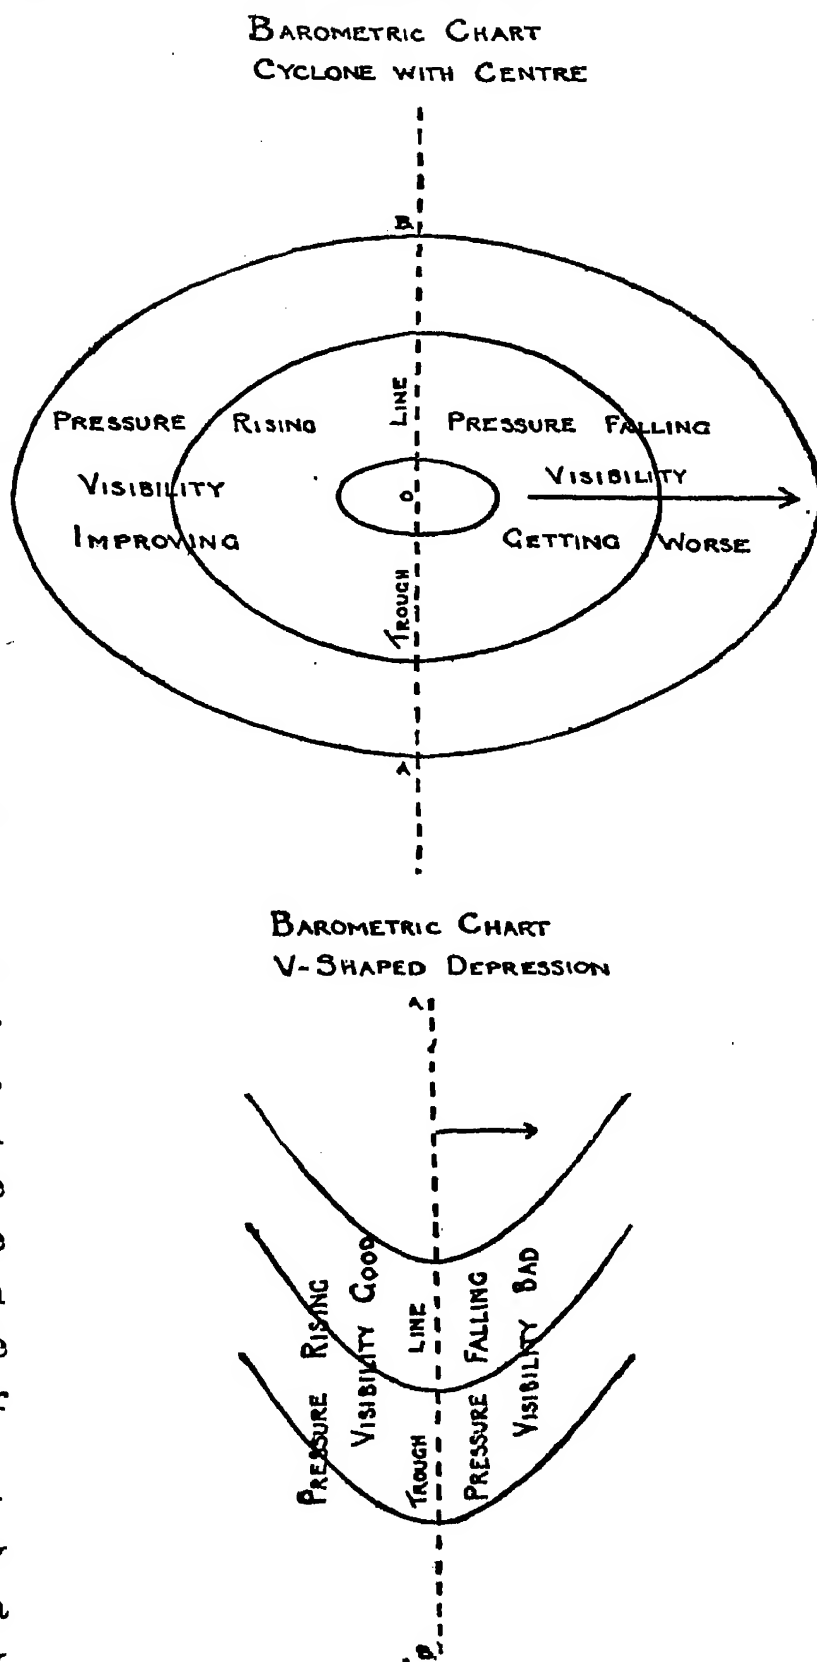 BAROMETRIC CHART
CYCLONE WITH CENTRE
B
LINE
PRESSURE RISING
PRESSURE FALLING
VISIBILITY
IMPROVING
O
VISIBILITY
GETTING WORSE
TROUGH
A
BAROMETRIC CHART
V-SHAPED DEPRESSION
A
PRESSURE RISING
VISIBILITY GOOD
TROUGH LINE
PRESSURE FALLING
VISIBILITY BAD
B